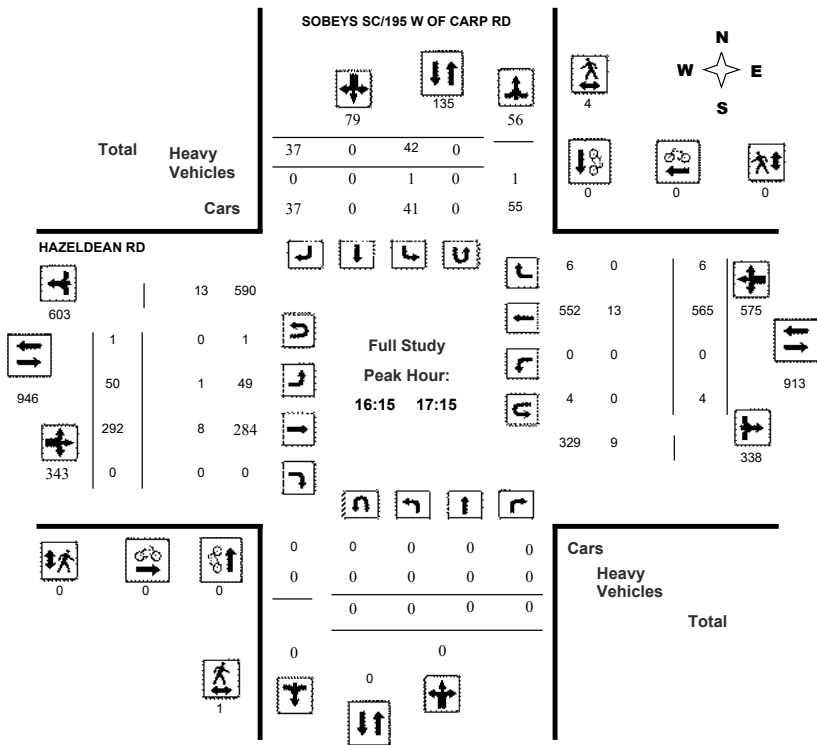 SOBEYS SC/195 W OF CARP RD
N
W E
S
135
4
79 56
Total Heavy Vehicles 37 0 42 0
0 0 1 0 1
Cars 37 0 41 0 55
0 0 0
HAZELDEAN RD
6 0 6
13 590
603
552 13 565 575
1 0 1
Full Study
0 0 0
946
50 1 49
Peak Hour:
913
16:15 17:15
4 0 4
292 8 284
329 9
338
343 0 0 0
0 0 0 0 0 Cars
0 0 0 0 0 Heavy Vehicles
0 0 0
0 0 0 0
Total
0 0
0
1